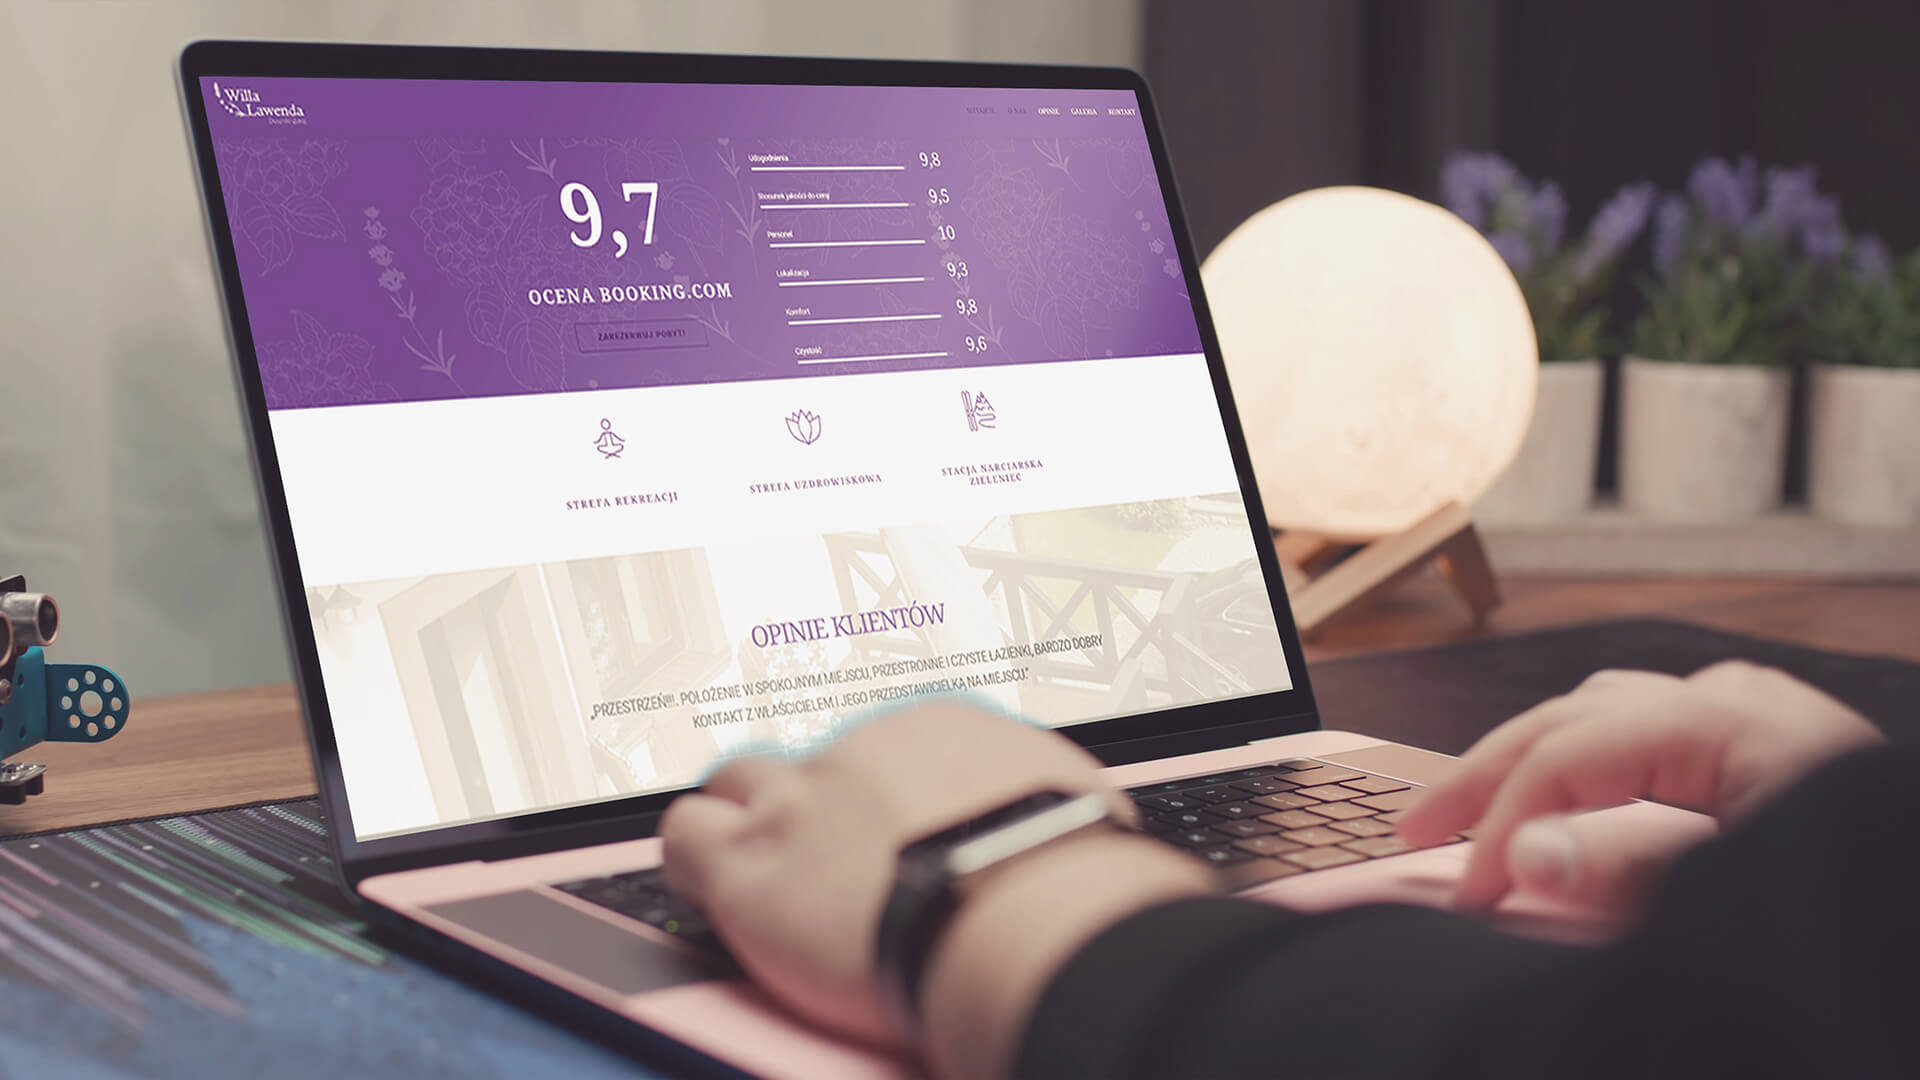 Willa
Lawenda
O NAS OPINIE GALERIA KONTAKT
9,7
OCENA BOOKING.COM
ZAREZERWUJ POBYT!
Udogodnienia 9,8
Stosunek jakości do ceny 9,5
Personel 10
Lokalizacja 9,3
Komfort 9,8
Czystość 9,6
STREFA REKREACJI
STREFA UZDROWISKOWA
STACJA NARCIARSKA
ZIELENIEC
OPINIE KLIENTÓW
„PRZESTRZEŃ!!!. POŁOŻENIE W SPOKOJNYM MIEJSCU, PRZESTRONNE I CZYSTE ŁAZIENKI, BARDZO DOBRY
KONTAKT Z WŁAŚCICIELEM I JEGO PRZEDSTAWICIELKĄ NA MIEJSCU."